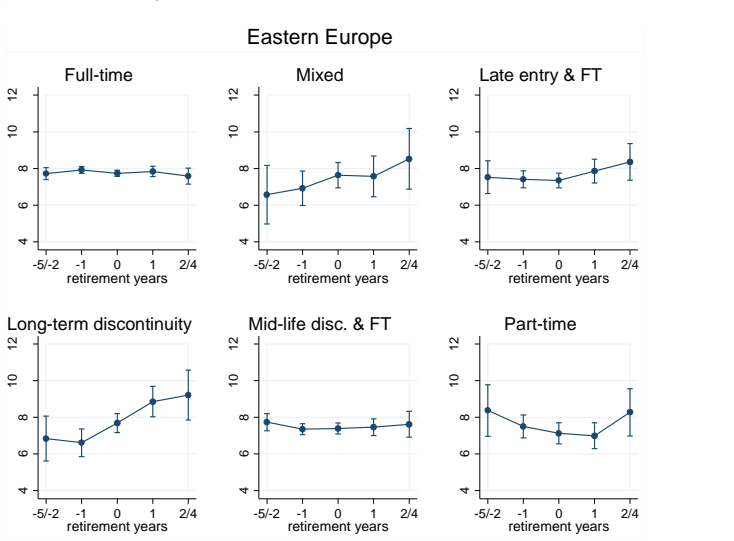 Eastern Europe
Full-time
12
10
8
6
4
-5/-2 -1 0 1 2/4
retirement years
Mixed
12
10
8
6
4
-5/-2 -1 0 1 2/4
retirement years
Late entry & FT
12
10
8
6
4
-5/-2 -1 0 1 2/4
retirement years
Long-term discontinuity
12
10
8
6
4
-5/-2 -1 0 1 2/4
retirement years
Mid-life disc. & FT
12
10
8
6
4
-5/-2 -1 0 1 2/4
retirement years
Part-time
12
10
8
6
4
-5/-2 -1 0 1 2/4
retirement years